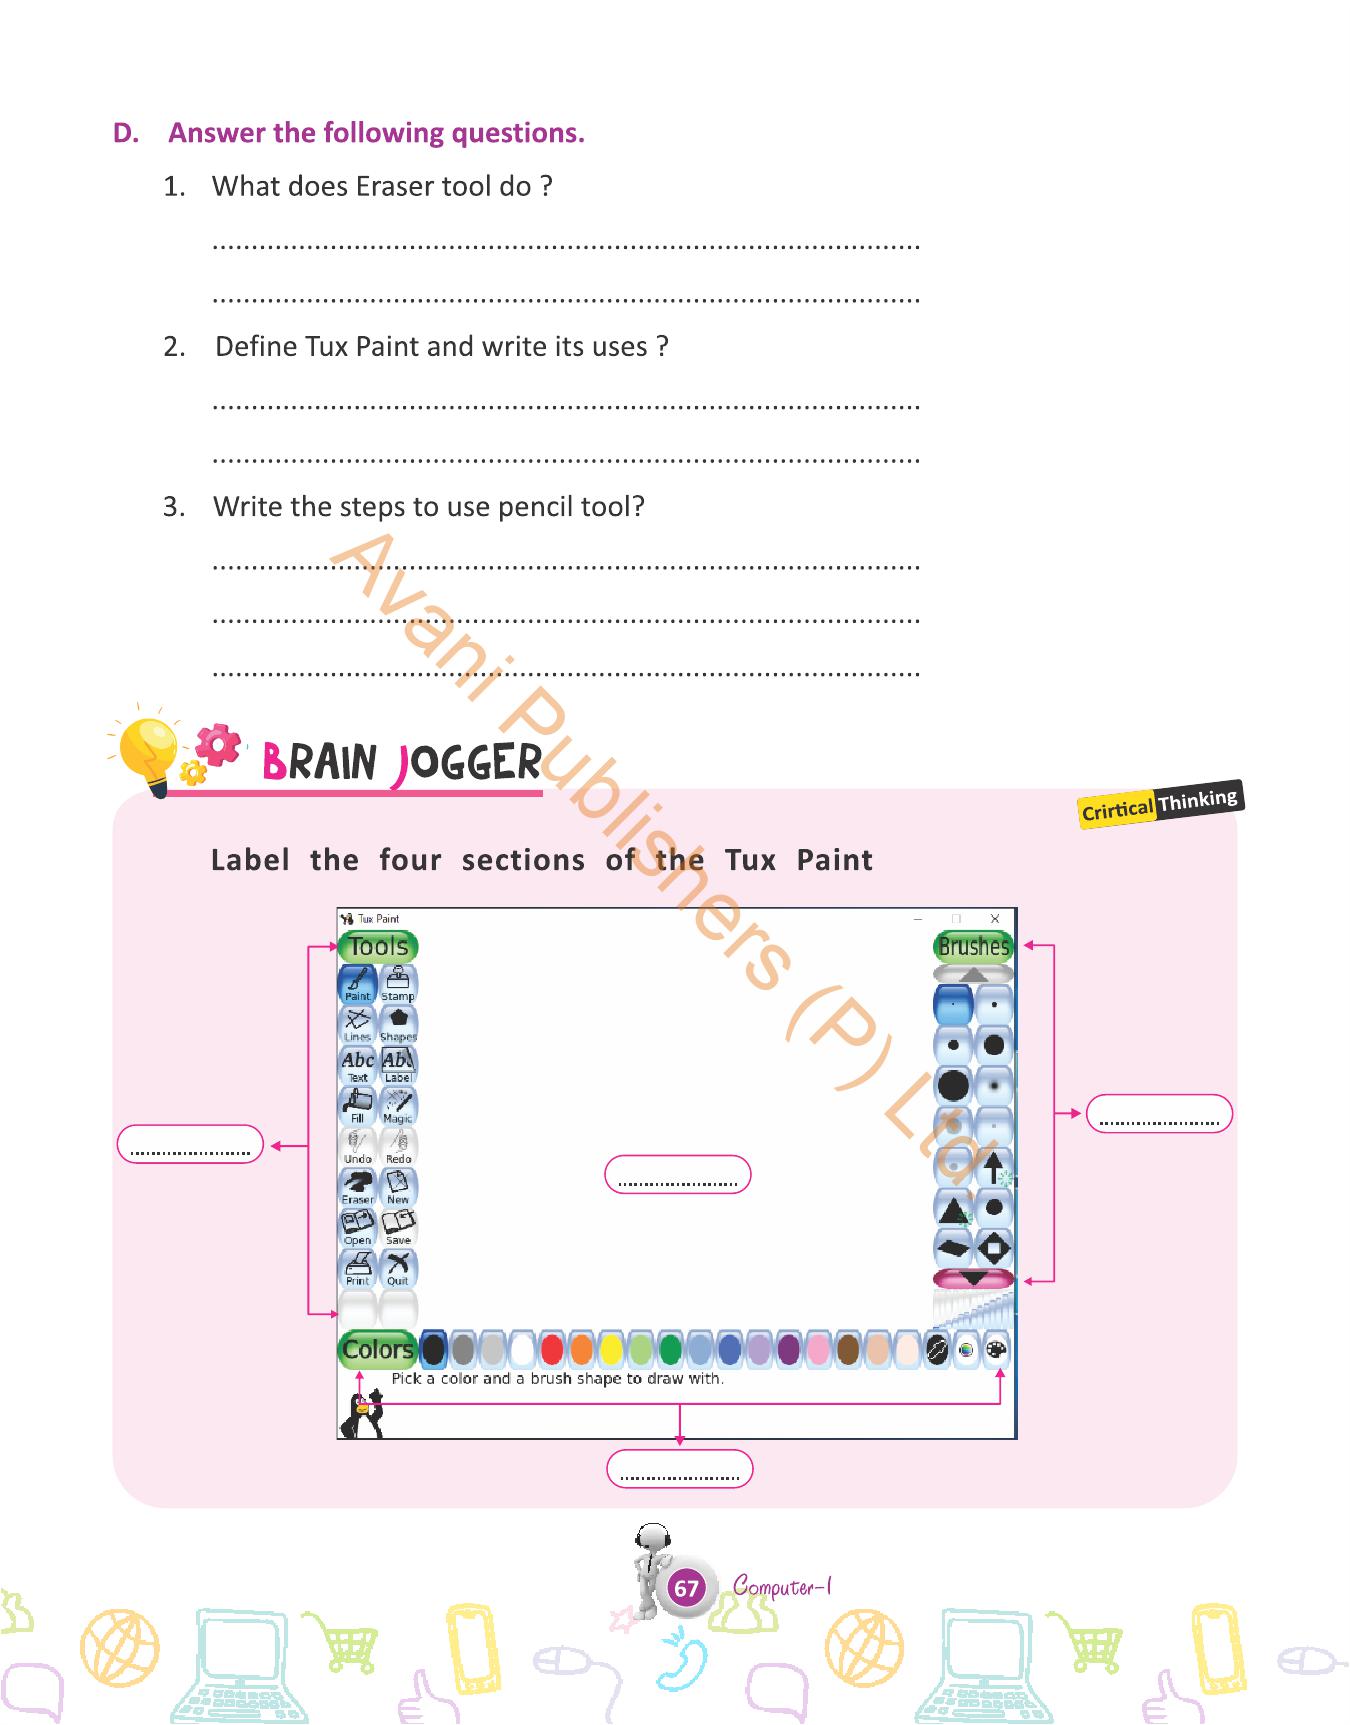 D. Answer the following questions.
1. What does Eraser tool do ?
................................................................................
................................................................................
2. Define Tux Paint and write its uses ?
................................................................................
................................................................................
3. Write the steps to use pencil tool?
................................................................................
................................................................................
................................................................................
Avani Publishers (P) Ltd.
BRAIN JOGGER
Crirtical Thinking
Label the four sections of the Tux Paint
Tux Paint
Tools
Brushes
Paint Stamp
Lines Shapes
Abc Abc
Text Label
Fill Magic
Undo Redo
.....................
.....................
.....................
Eraser New
Open Save
Print Quit
Colors
Pick a color and a brush shape to draw with.
.....................
67
Computer-1